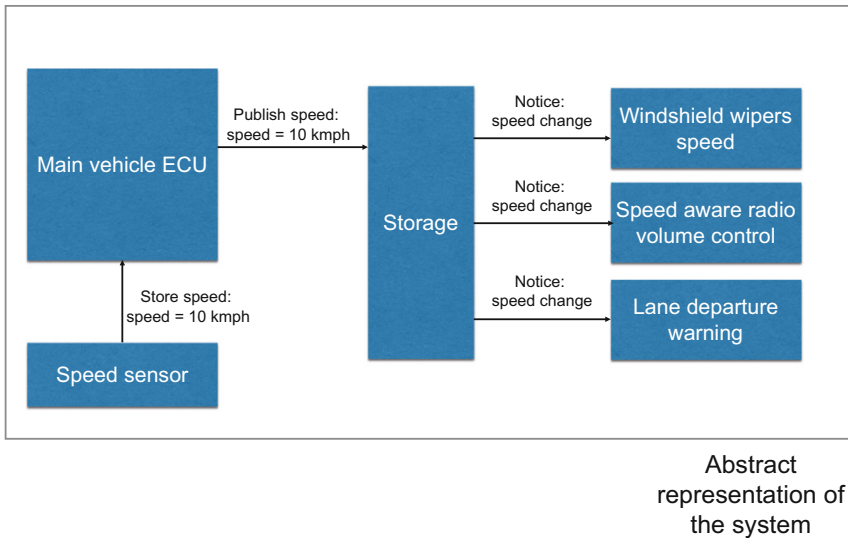 Main vehicle ECU
Publish speed:
speed = 10 kmph
Store speed:
speed = 10 kmph
Speed sensor
Storage
Notice:
speed change
Windshield wipers
speed
Notice:
speed change
Speed aware radio
volume control
Notice:
speed change
Lane departure
warning
Abstract
representation of
the system